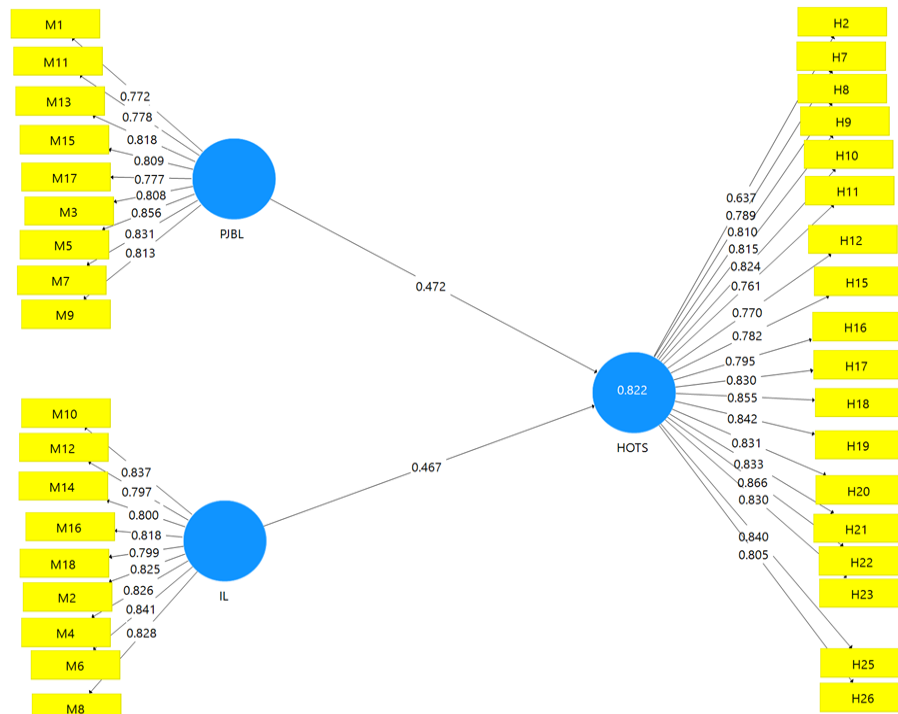 M1
M11
M13
M15
M17
M3
M5
M7
M9
0.772
0.778
0.818
0.809
0.777
0.808
0.856
0.831
0.813
PJBL
0.472
M10
M12
M14
M16
M18
M2
M4
M6
M8
0.837
0.797
0.800
0.818
0.799
0.825
0.826
0.841
0.828
IL
0.467
0.822
HOTS
0.637
0.789
0.810
0.815
0.824
0.761
0.770
0.782
0.795
0.830
0.855
0.842
0.831
0.833
0.866
0.830
0.840
0.805
H2
H7
H8
H9
H10
H11
H12
H15
H16
H17
H18
H19
H20
H21
H22
H23
H25
H26